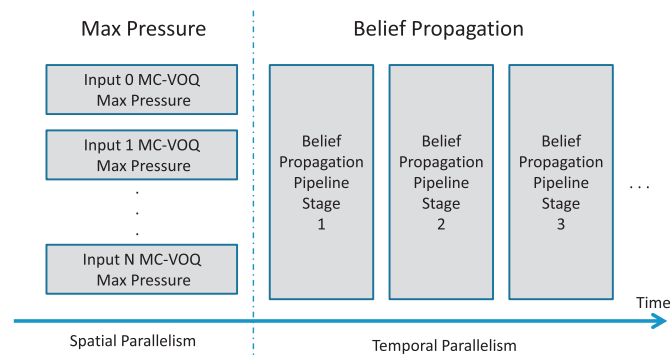 Max Pressure
Belief Propagation
Input 0 MC-VOQ
Max Pressure
Input 1 MC-VOQ
Max Pressure
.
.
.
Input N MC-VOQ
Max Pressure
Belief
Propagation
Pipeline
Stage
1
Belief
Propagation
Pipeline
Stage
2
Belief
Propagation
Pipeline
Stage
3
. . .
Time
Spatial Parallelism
Temporal Parallelism